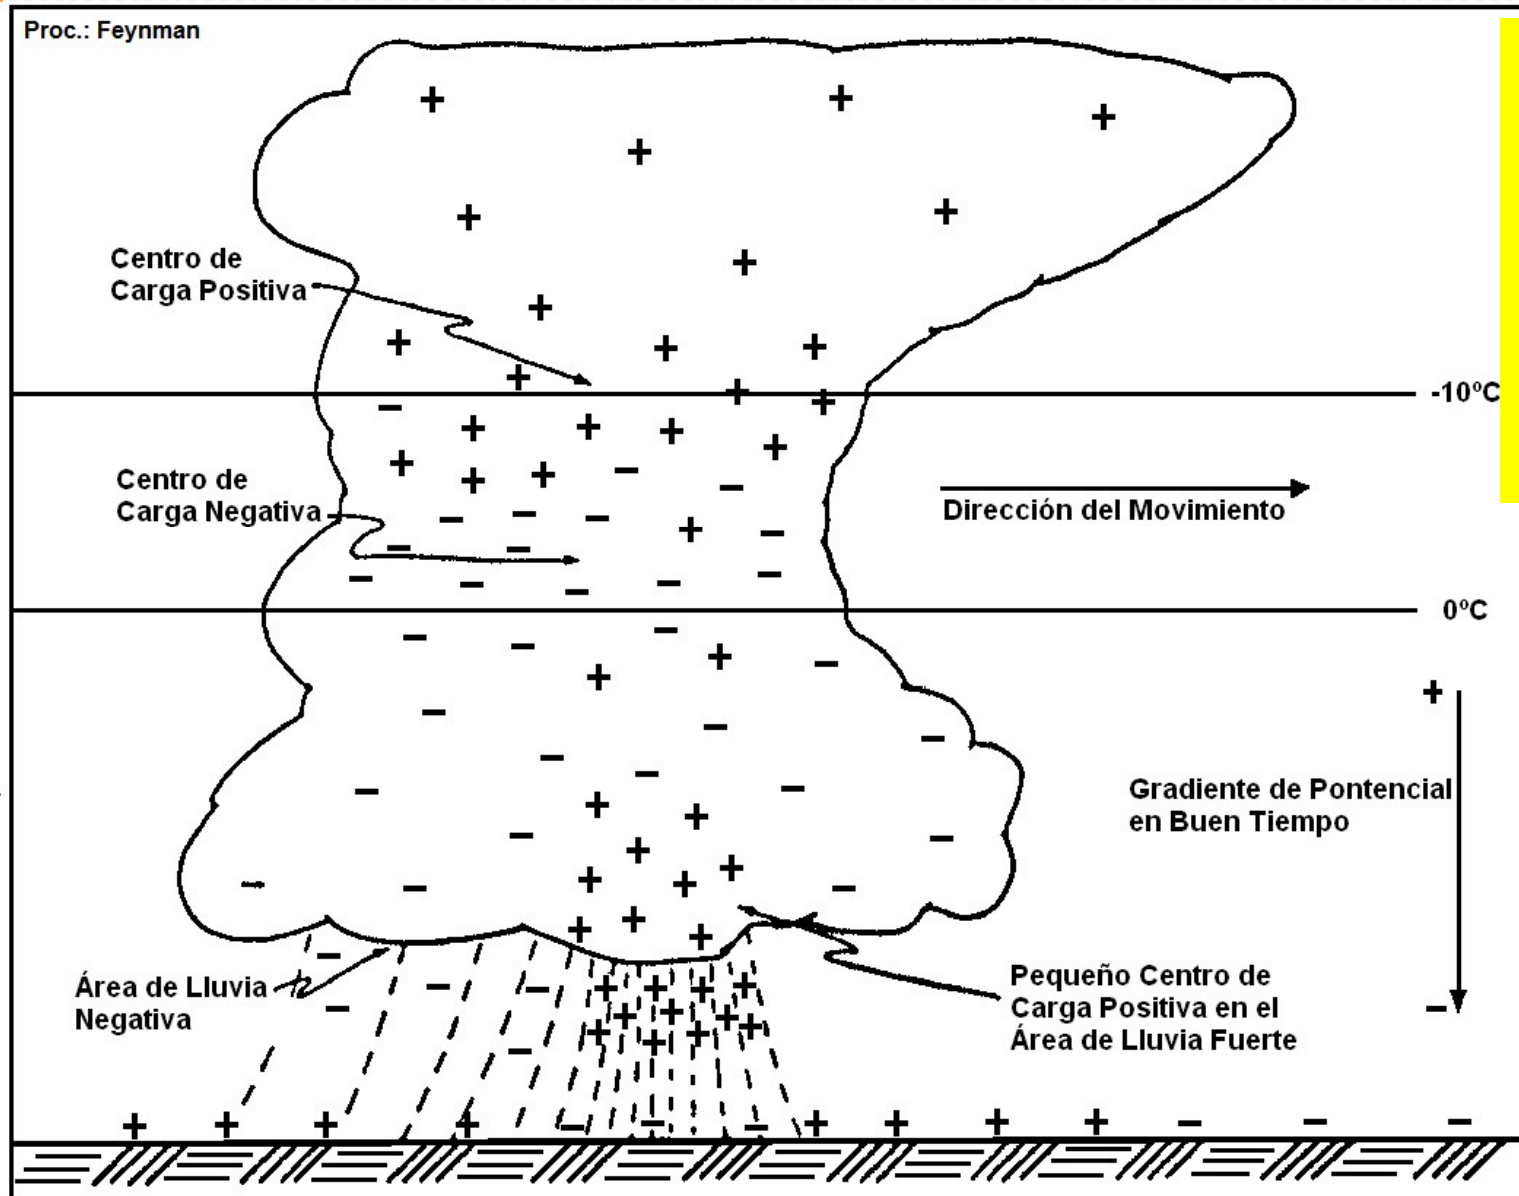 Proc.: Feynman
Centro de
Carga Positiva
-10ºC
Centro de
Carga Negativa
Dirección del Movimiento
0ºC
Gradiente de Pontencial
en Buen Tiempo
Área de Lluvia
Negativa
Pequeño Centro de
Carga Positiva en el
Área de Lluvia Fuerte